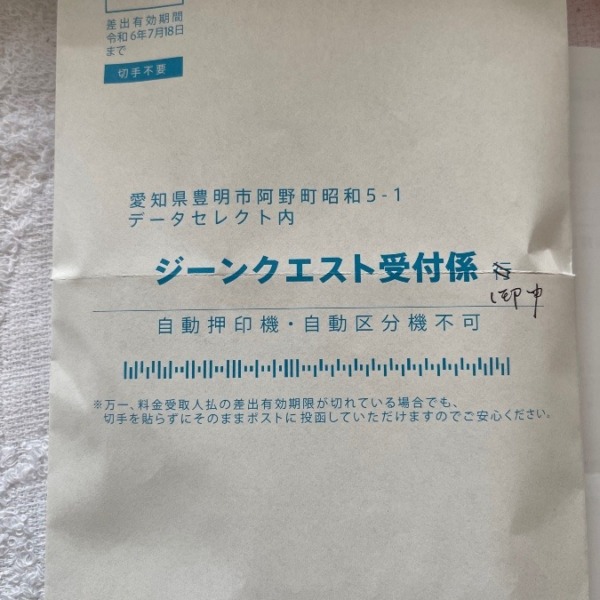 差出有効期間
令和6年7月18日
まで
切手不要
愛知県豊明市阿野町昭和5-1
データセレクト内
ジーンクエスト受付係 行
御中
自動押印機・自動区分機不可
※万一、料金受取人払の差出有効期限が切れている場合でも、
切手を貼らずにそのままポストに投函していただけますのでご安心ください。